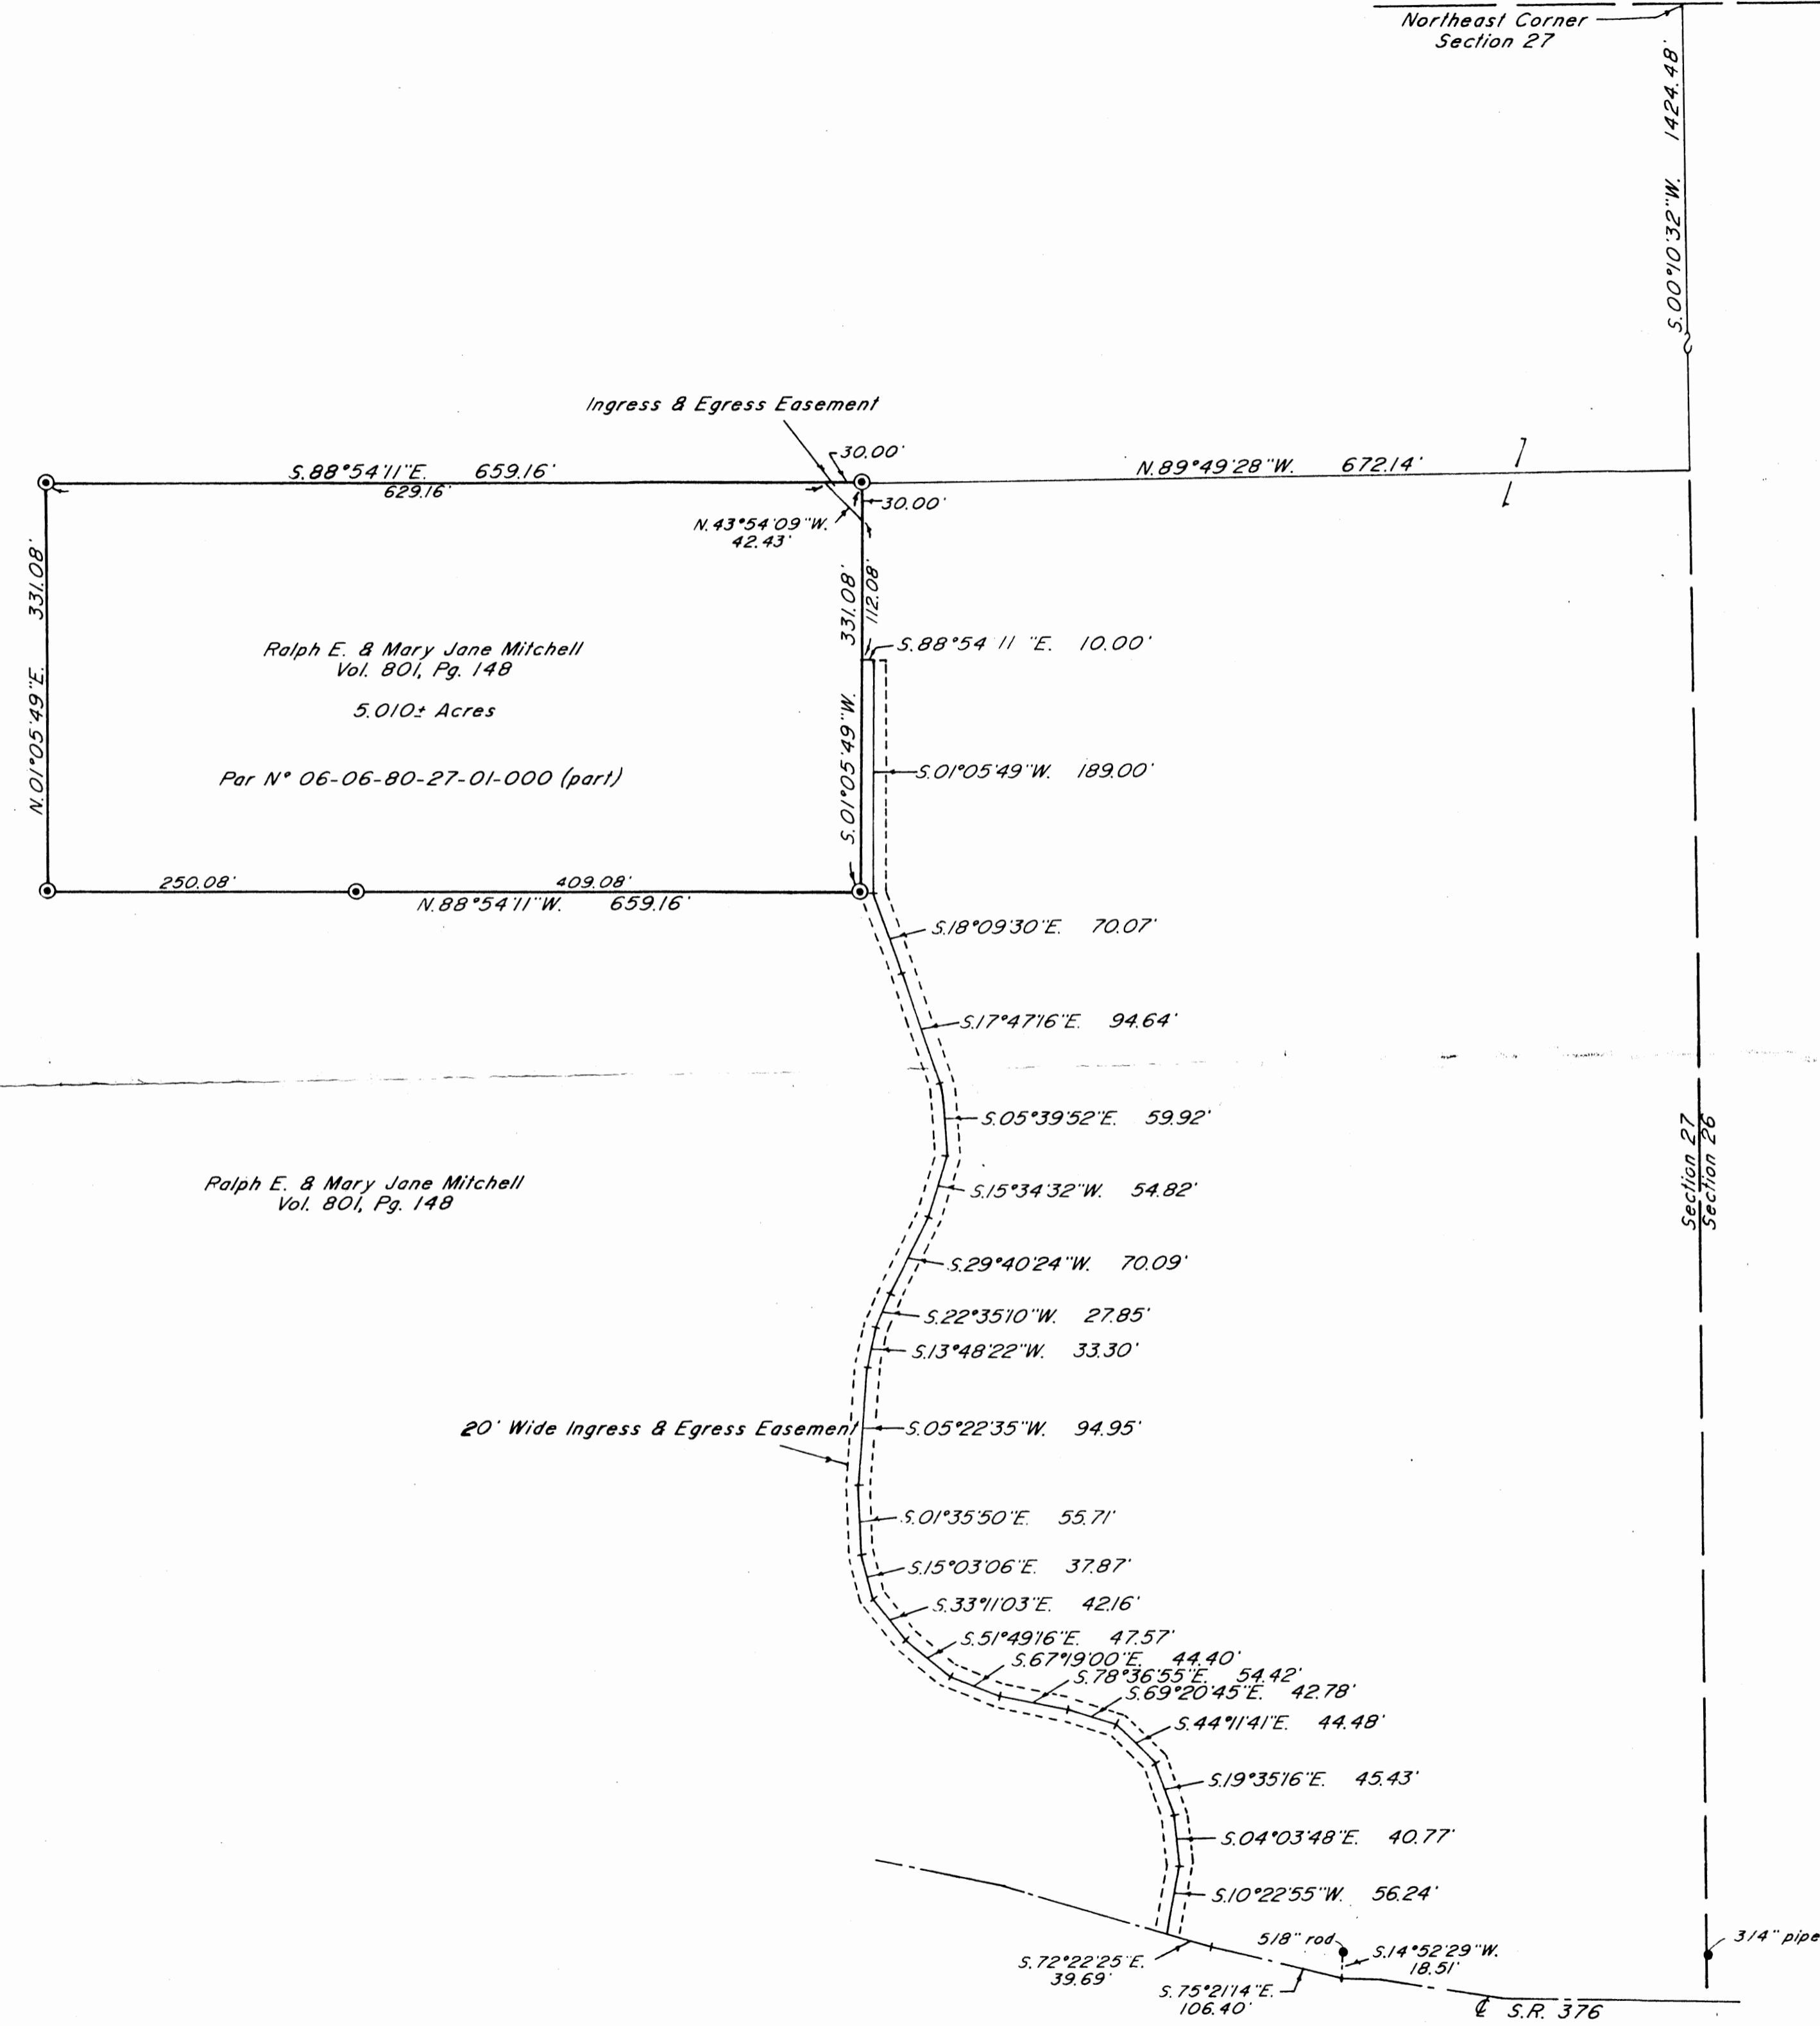 Northeast Corner
Section 27
S.00°10'32"W. 1424.48'
Ingress & Egress Easement
30.00'
S.88°54'11"E. 659.16'
629.16'
N.89°49'28"W. 672.14'
30.00'
N.43°54'09"W.
42.43'
N.01°05'49"E. 331.08'
S.01°05'49"W. 331.08'
112.08'
Ralph E. & Mary Jane Mitchell
Vol. 801, Pg. 148
5.010± Acres
Par Nº 06-06-80-27-01-000 (part)
S.88°54'11"E. 10.00'
S.01°05'49"W. 189.00'
250.08'
409.08'
N.88°54'11"W. 659.16'
S.18°09'30"E. 70.07'
S.17°47'16"E. 94.64'
S.05°39'52"E. 59.92'
Section 27
Section 26
Ralph E. & Mary Jane Mitchell
Vol. 801, Pg. 148
S.15°34'32"W. 54.82'
S.29°40'24"W. 70.09'
S.22°35'10"W. 27.85'
S.13°48'22"W. 33.30'
20' Wide Ingress & Egress Easement
S.05°22'35"W. 94.95'
S.01°35'50"E. 55.71'
S.15°03'06"E. 37.87'
S.33°11'03"E. 42.16'
S.51°49'16"E. 47.57'
S.67°19'00"E. 44.40'
S.78°36'55"E. 54.42'
S.69°20'45"E. 42.78'
S.44°11'41"E. 44.48'
S.19°35'16"E. 45.43'
S.04°03'48"E. 40.77'
S.10°22'55"W. 56.24'
5/8" rod
3/4" pipe
S.14°52'29"W.
18.51'
S.72°22'25"E.
39.69'
S.75°21'14"E.
106.40'
℄ S.R. 376